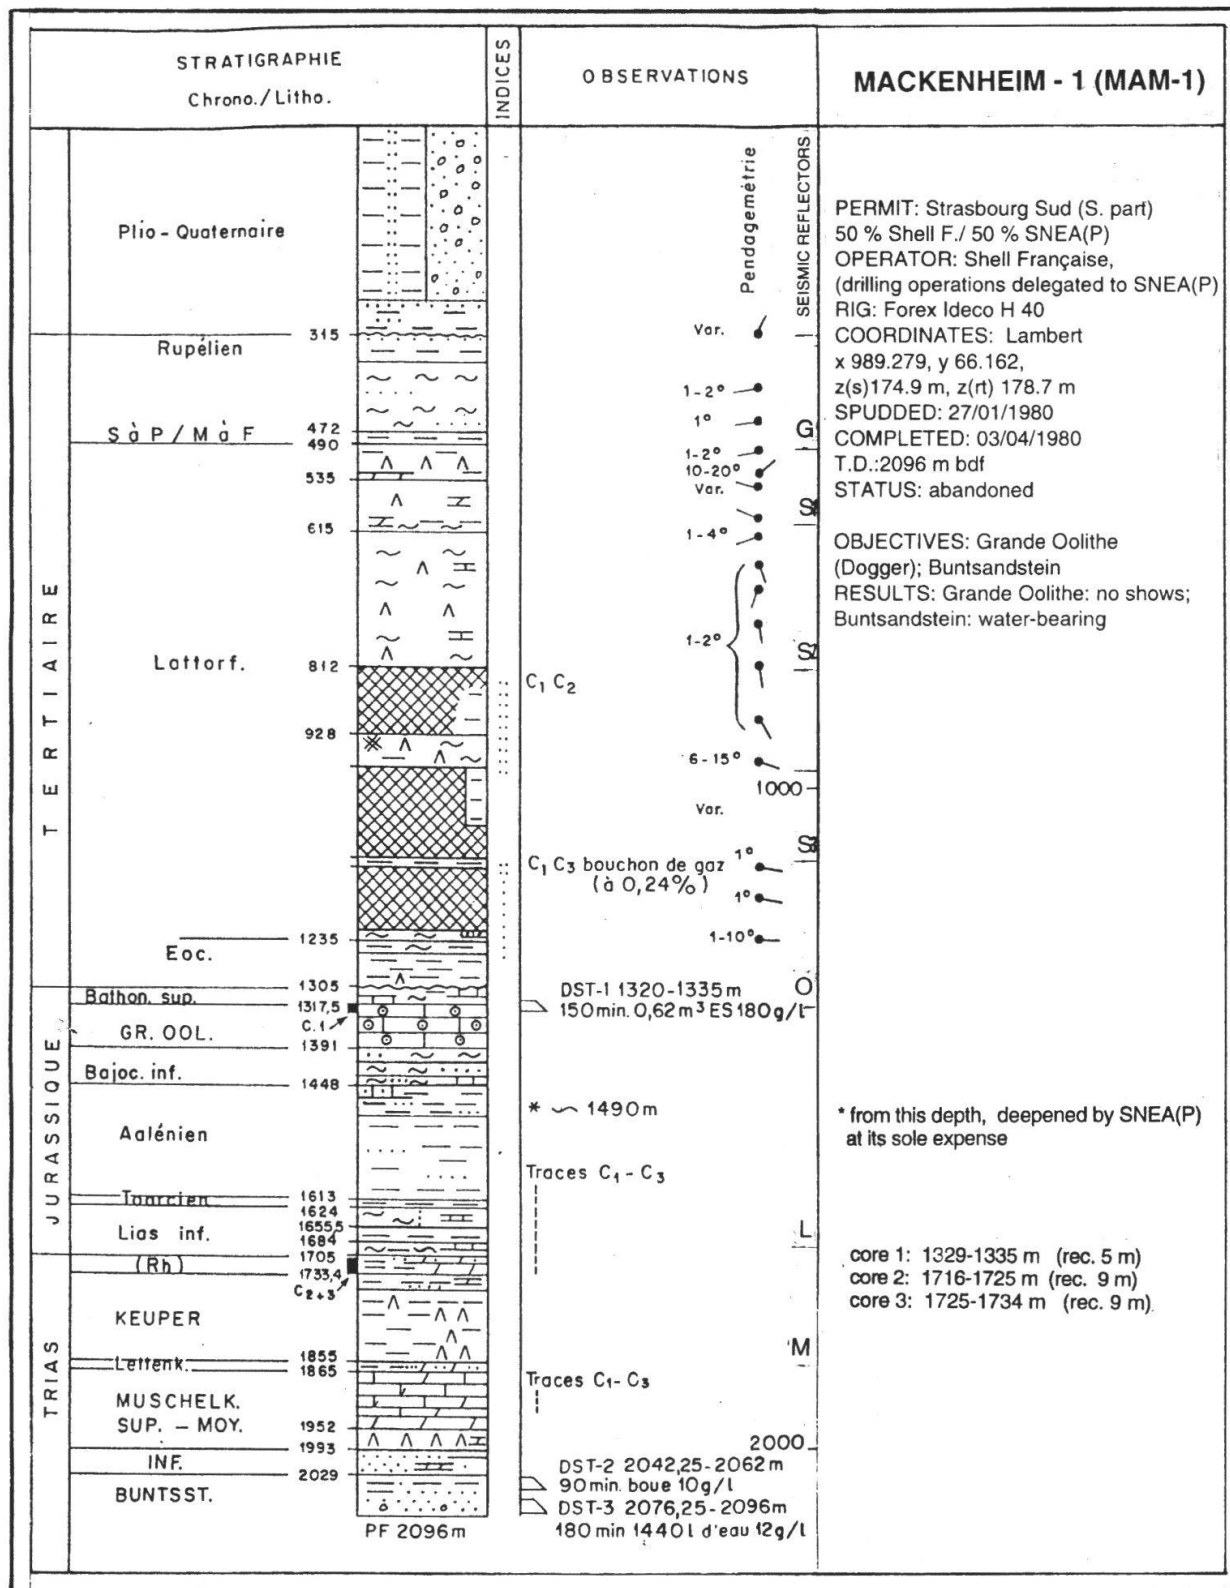 STRATIGRAPHIE
Chrono./Litho.
INDICES
OBSERVATIONS
MACKENHEIM - 1 (MAM-1)
Pendagemétrie
SEISMIC REFLECTORS
TERTIAIRE
JURASSIQUE
TRIAS
Plio-Quaternaire
315
Rupélien
472
S à P / M à F
490
535
615
Lattorf.
812
928
1235
Eoc.
1305
Bathon. sup.
1317,5
C.1
GR. OOL.
1391
Bajoc. inf.
1448
Aalénien
1613
Toarcien
1624
1655,5
Lias inf.
1684
1705
(Rh)
1733,4
C2+3
KEUPER
1855
Lettenk.
1865
MUSCHELK.
SUP. - MOY.
1952
1993
INF.
2029
BUNTSST.
PF 2096m
C1 C2
C1 C3 bouchon de gaz
(à 0,24%)
DST-1 1320-1335m
150min. 0,62m³ ES 180g/l
* 1490m
Traces C1-C3
Traces C1-C3
DST-2 2042,25-2062m
90min. boue 10g/l
DST-3 2076,25-2096m
180 min 1440l d'eau 12g/l
Var.
1-2°
1°
1-2°
10-20°
Var.
1-4°
1-2°
6-15°
1000
Var.
1°
1°
1-10°
2000
G
O
L
M
PERMIT: Strasbourg Sud (S. part)
50 % Shell F./ 50 % SNEA(P)
OPERATOR: Shell Française,
(drilling operations delegated to SNEA(P)
RIG: Forex Ideco H 40
COORDINATES: Lambert
x 989.279, y 66.162,
z(s)174.9 m, z(rt) 178.7 m
SPUDDED: 27/01/1980
COMPLETED: 03/04/1980
T.D.:2096 m bdf
STATUS: abandoned
OBJECTIVES: Grande Oolithe
(Dogger); Buntsandstein
RESULTS: Grande Oolithe: no shows;
Buntsandstein: water-bearing
* from this depth, deepened by SNEA(P)
at its sole expense
core 1: 1329-1335 m (rec. 5 m)
core 2: 1716-1725 m (rec. 9 m)
core 3: 1725-1734 m (rec. 9 m)